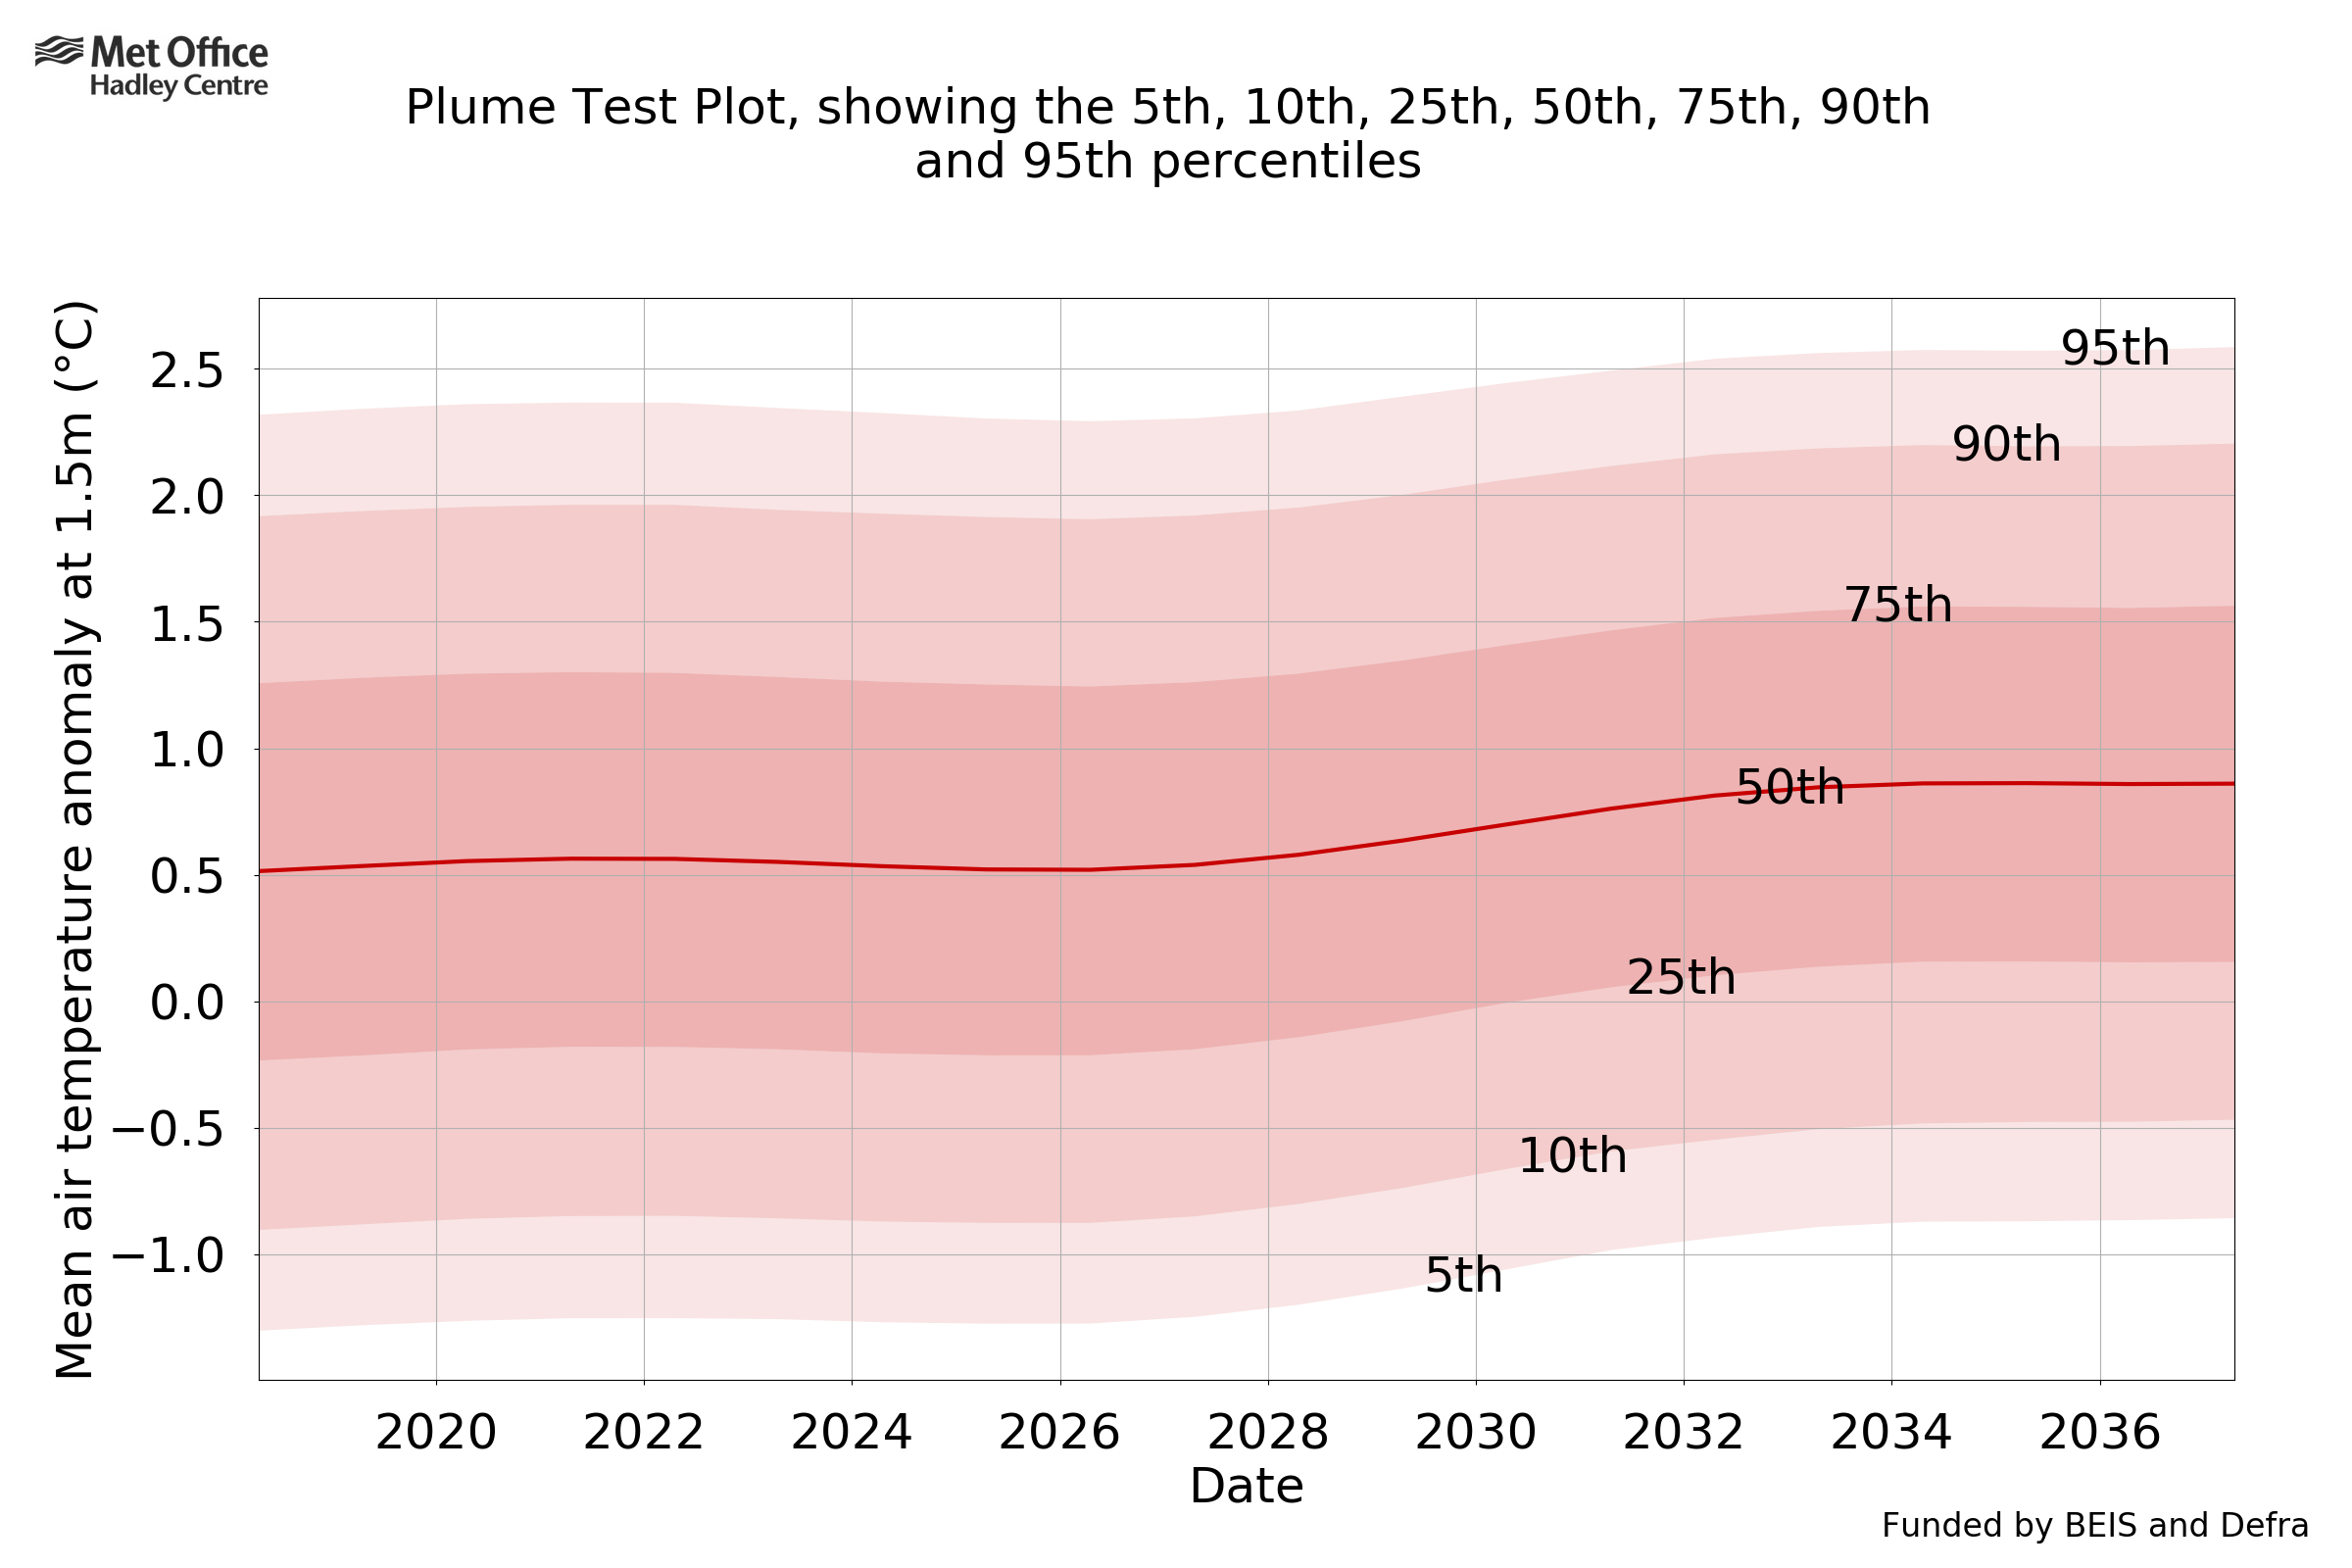 Met Office
Hadley Centre
Plume Test Plot, showing the 5th, 10th, 25th, 50th, 75th, 90th
and 95th percentiles
Mean air temperature anomaly at 1.5m (°C)
2.5
2.0
1.5
1.0
0.5
0.0
−0.5
−1.0
95th
90th
75th
50th
25th
10th
5th
2020 2022 2024 2026 2028 2030 2032 2034 2036
Date
Funded by BEIS and Defra